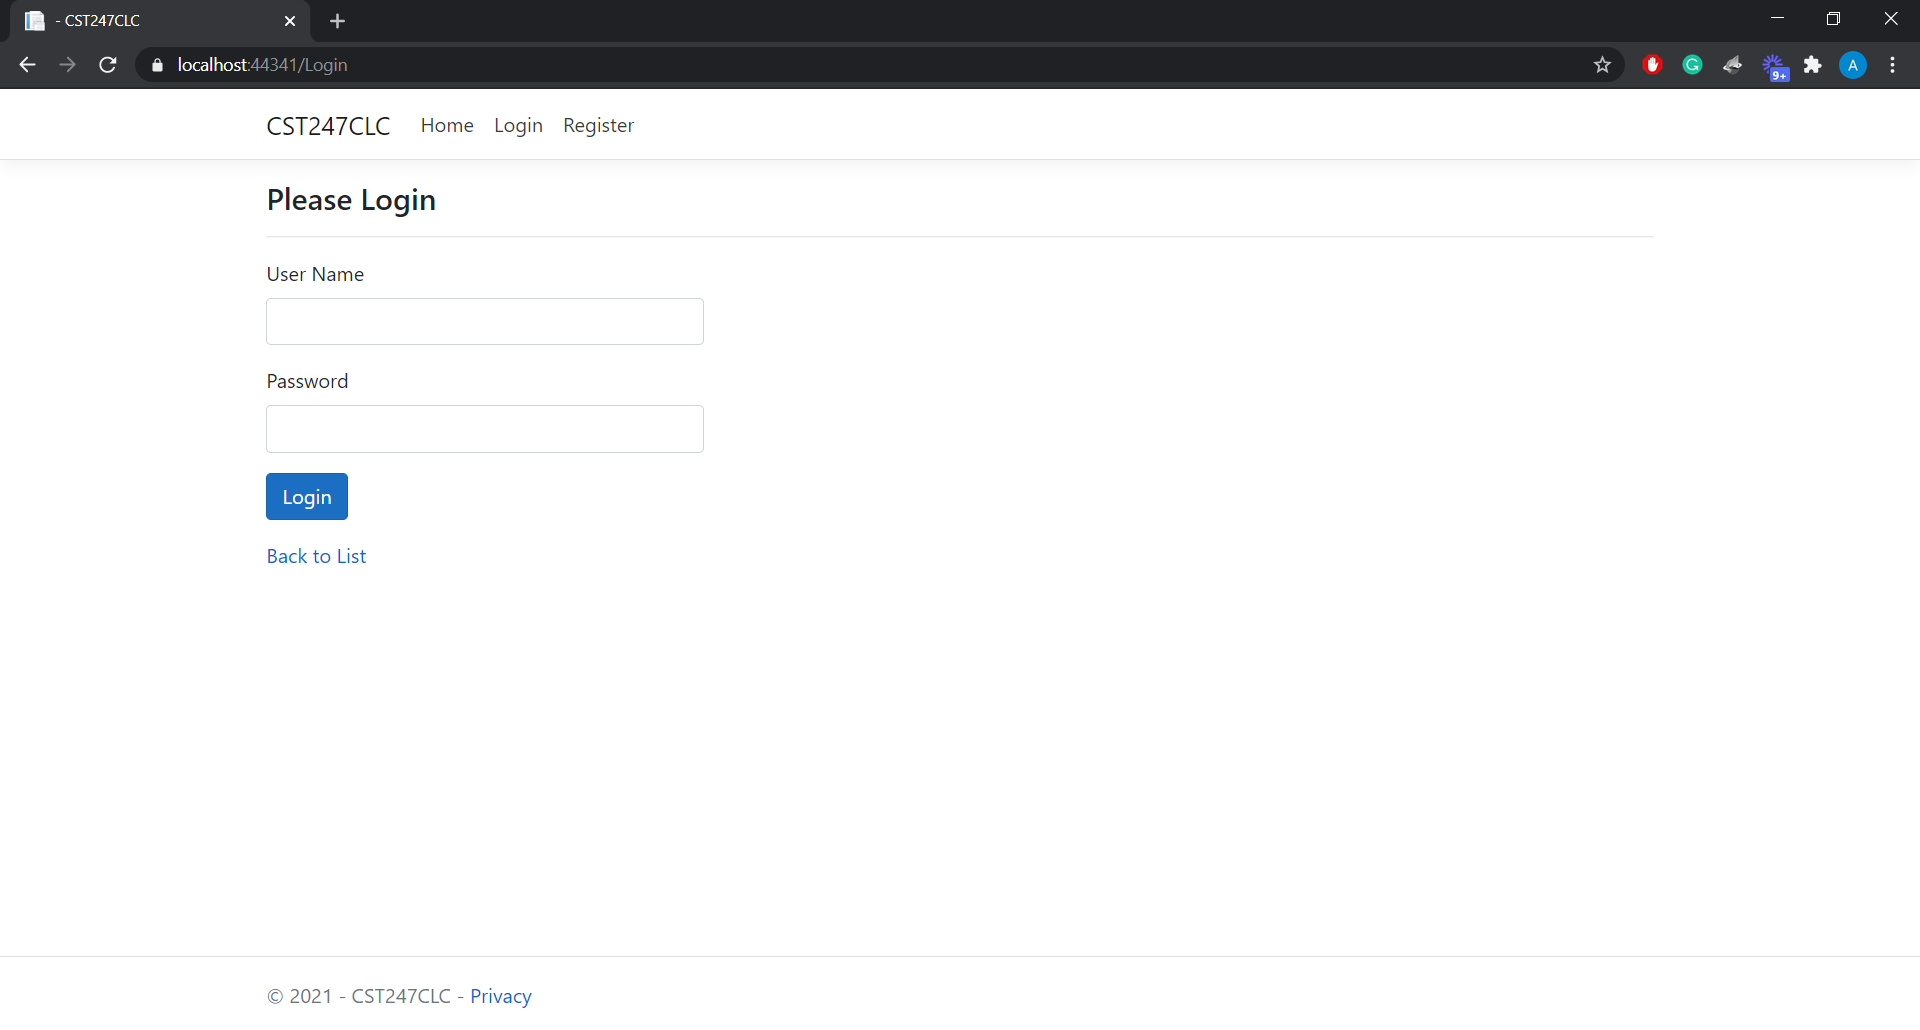 - CST247CLC
localhost:44341/Login
9+
A
CST247CLC Home Login Register
Please Login
User Name
Password
Login
Back to List
© 2021 - CST247CLC - Privacy